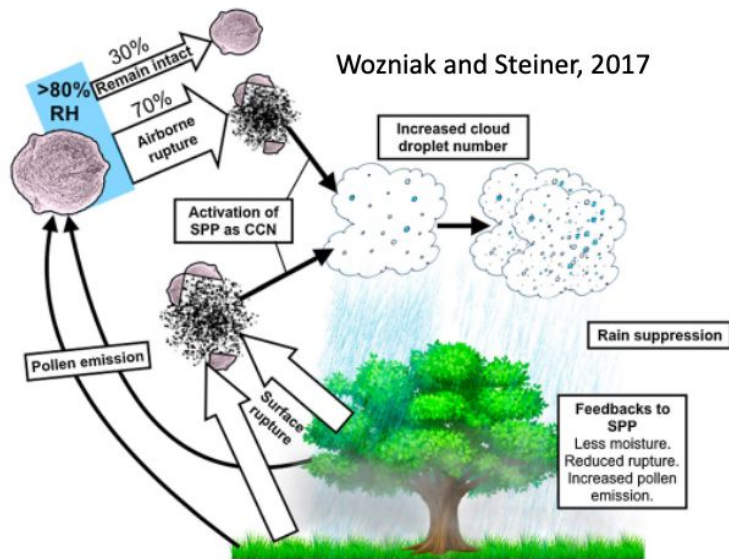 30%
Remain intact
Wozniak and Steiner, 2017
>80%
RH
70%
Airborne
rupture
Increased cloud
droplet number
Activation of
SPP as CCN
Pollen emission
Surface
rupture
Rain suppression
Feedbacks to
SPP
Less moisture.
Reduced rupture.
Increased pollen
emission.